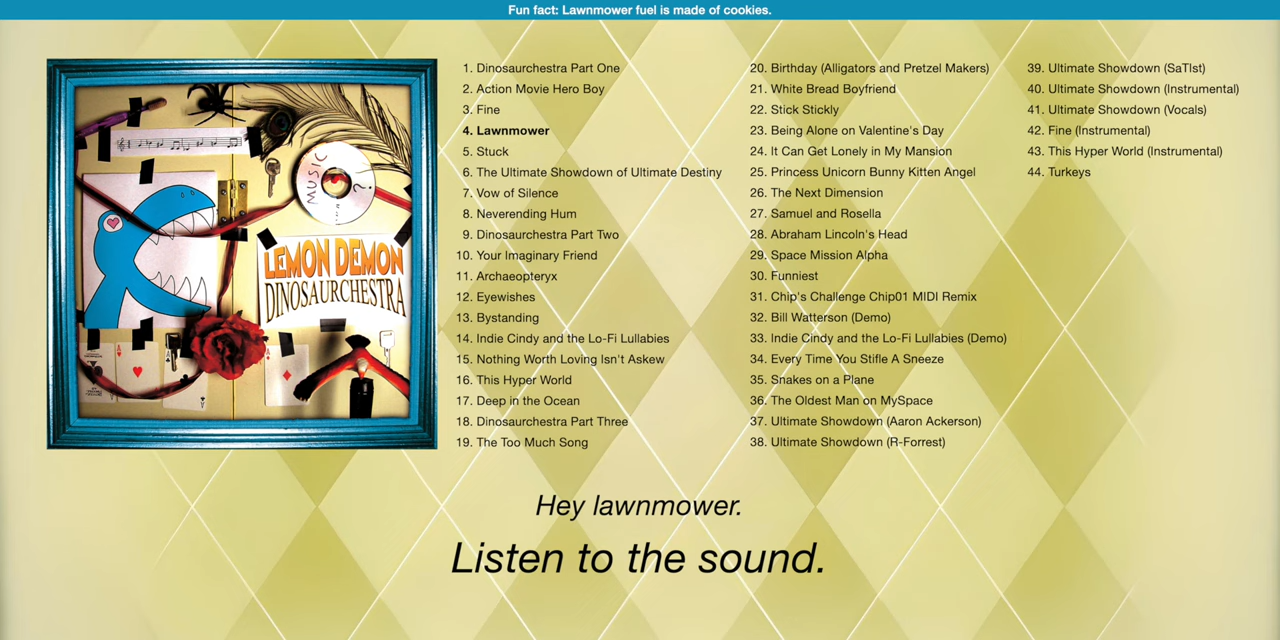 Fun fact: Lawnmower fuel is made of cookies.
MUSIC
LEMON DEMON
DINOSAURCHESTRA
1. Dinosaurchestra Part One
2. Action Movie Hero Boy
3. Fine
4. Lawnmower
5. Stuck
6. The Ultimate Showdown of Ultimate Destiny
7. Vow of Silence
8. Neverending Hum
9. Dinosaurchestra Part Two
10. Your Imaginary Friend
11. Archaeopteryx
12. Eyewishes
13. Bystanding
14. Indie Cindy and the Lo-Fi Lullabies
15. Nothing Worth Loving Isn't Askew
16. This Hyper World
17. Deep in the Ocean
18. Dinosaurchestra Part Three
19. The Too Much Song
20. Birthday (Alligators and Pretzel Makers)
21. White Bread Boyfriend
22. Stick Stickly
23. Being Alone on Valentine's Day
24. It Can Get Lonely in My Mansion
25. Princess Unicorn Bunny Kitten Angel
26. The Next Dimension
27. Samuel and Rosella
28. Abraham Lincoln's Head
29. Space Mission Alpha
30. Funniest
31. Chip's Challenge Chip01 MIDI Remix
32. Bill Watterson (Demo)
33. Indie Cindy and the Lo-Fi Lullabies (Demo)
34. Every Time You Stifle A Sneeze
35. Snakes on a Plane
36. The Oldest Man on MySpace
37. Ultimate Showdown (Aaron Ackerson)
38. Ultimate Showdown (R-Forrest)
39. Ultimate Showdown (SaTIst)
40. Ultimate Showdown (Instrumental)
41. Ultimate Showdown (Vocals)
42. Fine (Instrumental)
43. This Hyper World (Instrumental)
44. Turkeys
Hey lawnmower.
Listen to the sound.